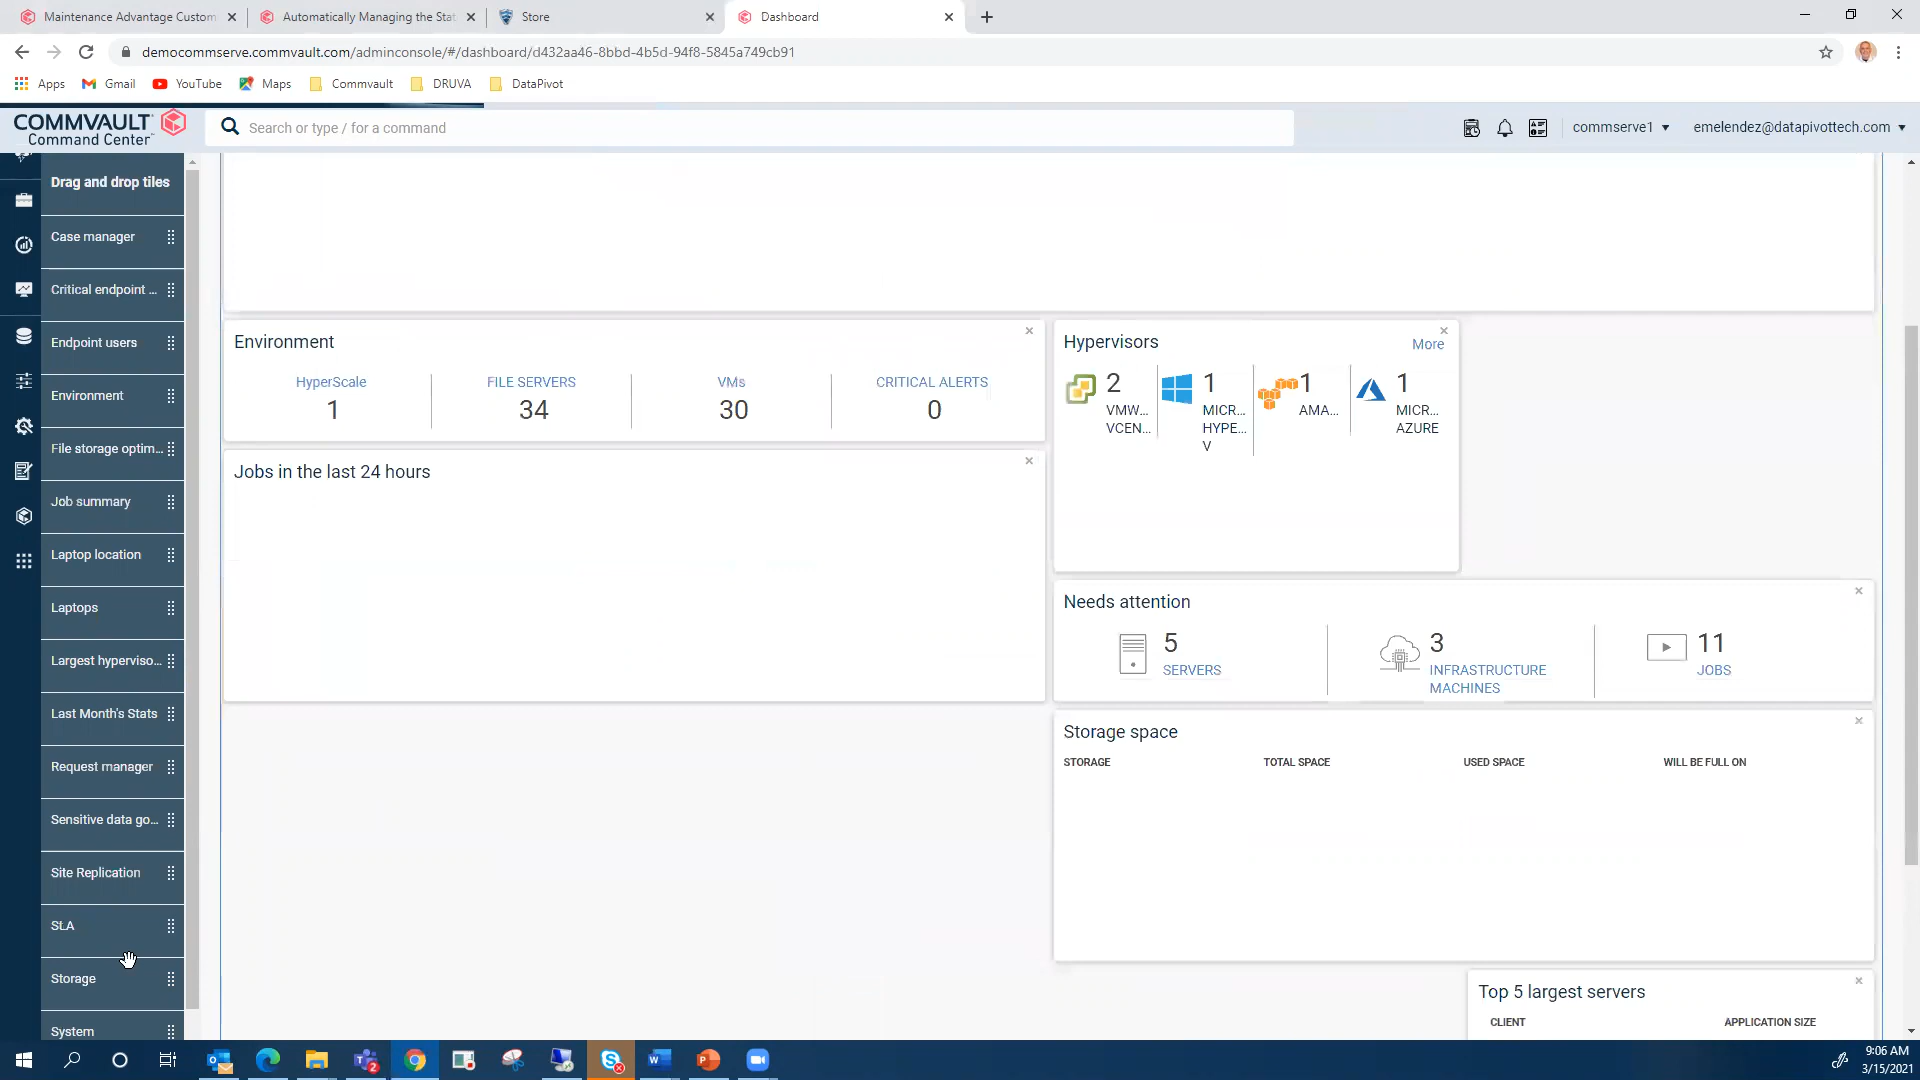 Maintenance Advantage Custom
Automatically Managing the Stat
Store
Dashboard
democommserve.commvault.com/adminconsole/#/dashboard/d432aa46-8bbd-4b5d-94f8-5845a749cb91
Apps
Gmail
YouTube
Maps
Commvault
DRUVA
DataPivot
COMMVAULT
Command Center™
Search or type / for a command
commserve1
emelendez@datapivottech.com
Drag and drop tiles
Case manager
Critical endpoint ...
Endpoint users
Environment
File storage optim...
Job summary
Laptop location
Laptops
Largest hyperviso...
Last Month's Stats
Request manager
Sensitive data go...
Site Replication
SLA
Storage
System
Environment
HyperScale
1
FILE SERVERS
34
VMs
30
CRITICAL ALERTS
0
Jobs in the last 24 hours
Hypervisors
More
2
VMW...
VCEN...
1
MICR...
HYPE...
V
1
AMA...
1
MICR...
AZURE
Needs attention
5
SERVERS
3
INFRASTRUCTURE
MACHINES
11
JOBS
Storage space
STORAGE
TOTAL SPACE
USED SPACE
WILL BE FULL ON
Top 5 largest servers
CLIENT
APPLICATION SIZE
2
9:06 AM
3/15/2021